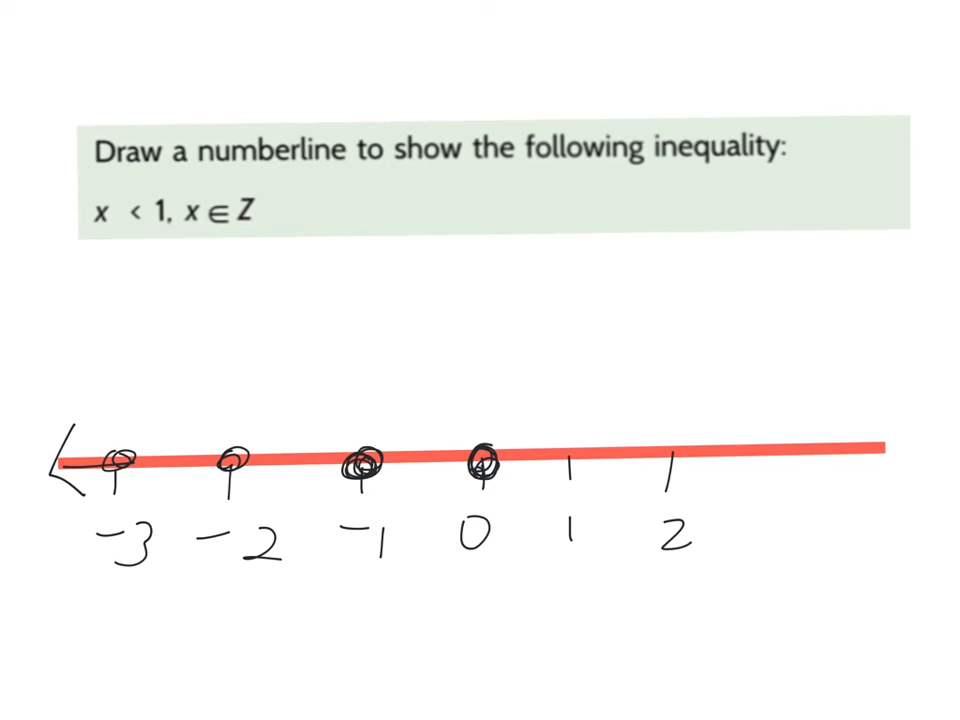 Draw a numberline to show the following inequality:
x < 1, x ∈ Z
-3 -2 -1 0 1 2